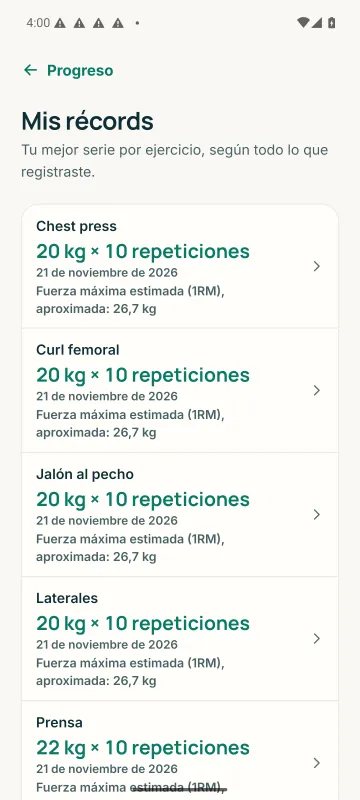 4:00
Progreso
Mis récords
Tu mejor serie por ejercicio, según todo lo que
registraste.
Chest press
20 kg × 10 repeticiones
21 de noviembre de 2026
Fuerza máxima estimada (1RM),
aproximada: 26,7 kg
Curl femoral
20 kg × 10 repeticiones
21 de noviembre de 2026
Fuerza máxima estimada (1RM),
aproximada: 26,7 kg
Jalón al pecho
20 kg × 10 repeticiones
21 de noviembre de 2026
Fuerza máxima estimada (1RM),
aproximada: 26,7 kg
Laterales
20 kg × 10 repeticiones
21 de noviembre de 2026
Fuerza máxima estimada (1RM),
aproximada: 26,7 kg
Prensa
22 kg × 10 repeticiones
21 de noviembre de 2026
Fuerza máxima estimada (1RM),